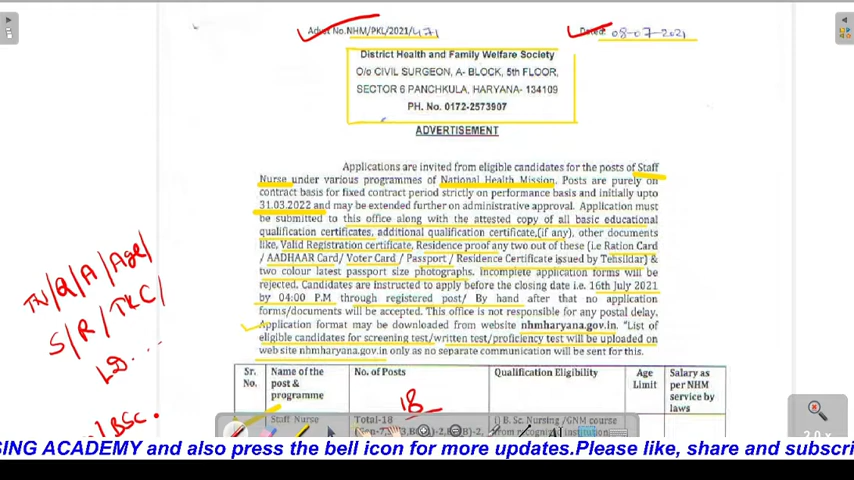 Advt No.NHM/PKL/2021/471
Dated: 08-07-2021
District Health and Family Welfare Society
O/o CIVIL SURGEON, A- BLOCK, 5th FLOOR,
SECTOR 6 PANCHKULA, HARYANA- 134109
PH. No. 0172-2573907
ADVERTISEMENT
Applications are invited from eligible candidates for the posts of Staff
Nurse under various programmes of National Health Mission. Posts are purely on
contract basis for fixed contract period strictly on performance basis and initially upto
31.03.2022 and may be extended further on administrative approval. Application must
be submitted to this office along with the attested copy of all basic educational
qualification certificates, additional qualification certificate,(if any), other documents
like, Valid Registration certificate, Residence proof any two out of these (i.e Ration Card
/ AADHAAR Card/ Voter Card / Passport / Residence Certificate issued by Tehsildar) &
two colour latest passport size photographs. Incomplete application forms will be
rejected. Candidates are instructed to apply before the closing date i.e. 16th July 2021
by 04:00 P.M through registered post/ By hand after that no application
forms/documents will be accepted. This office is not responsible for any postal delay.
Application format may be downloaded from website nhmharyana.gov.in. "List of
eligible candidates for screening test/written test/proficiency test will be uploaded on
web site nhmharyana.gov.in only as no separate communication will be sent for this.
TN/Q/A/Age/
S/R/TRC/
LD...
BSC.
Sr. No.
Name of the post & programme
No. of Posts
Qualification Eligibility
Age Limit
Salary as per NHM service by laws
18
Staff Nurse
Total-18
() B. Sc. Nursing /GNM course
from recognized institution
2.0 x
SING ACADEMY and also press the bell icon for more updates.Please like, share and subscri